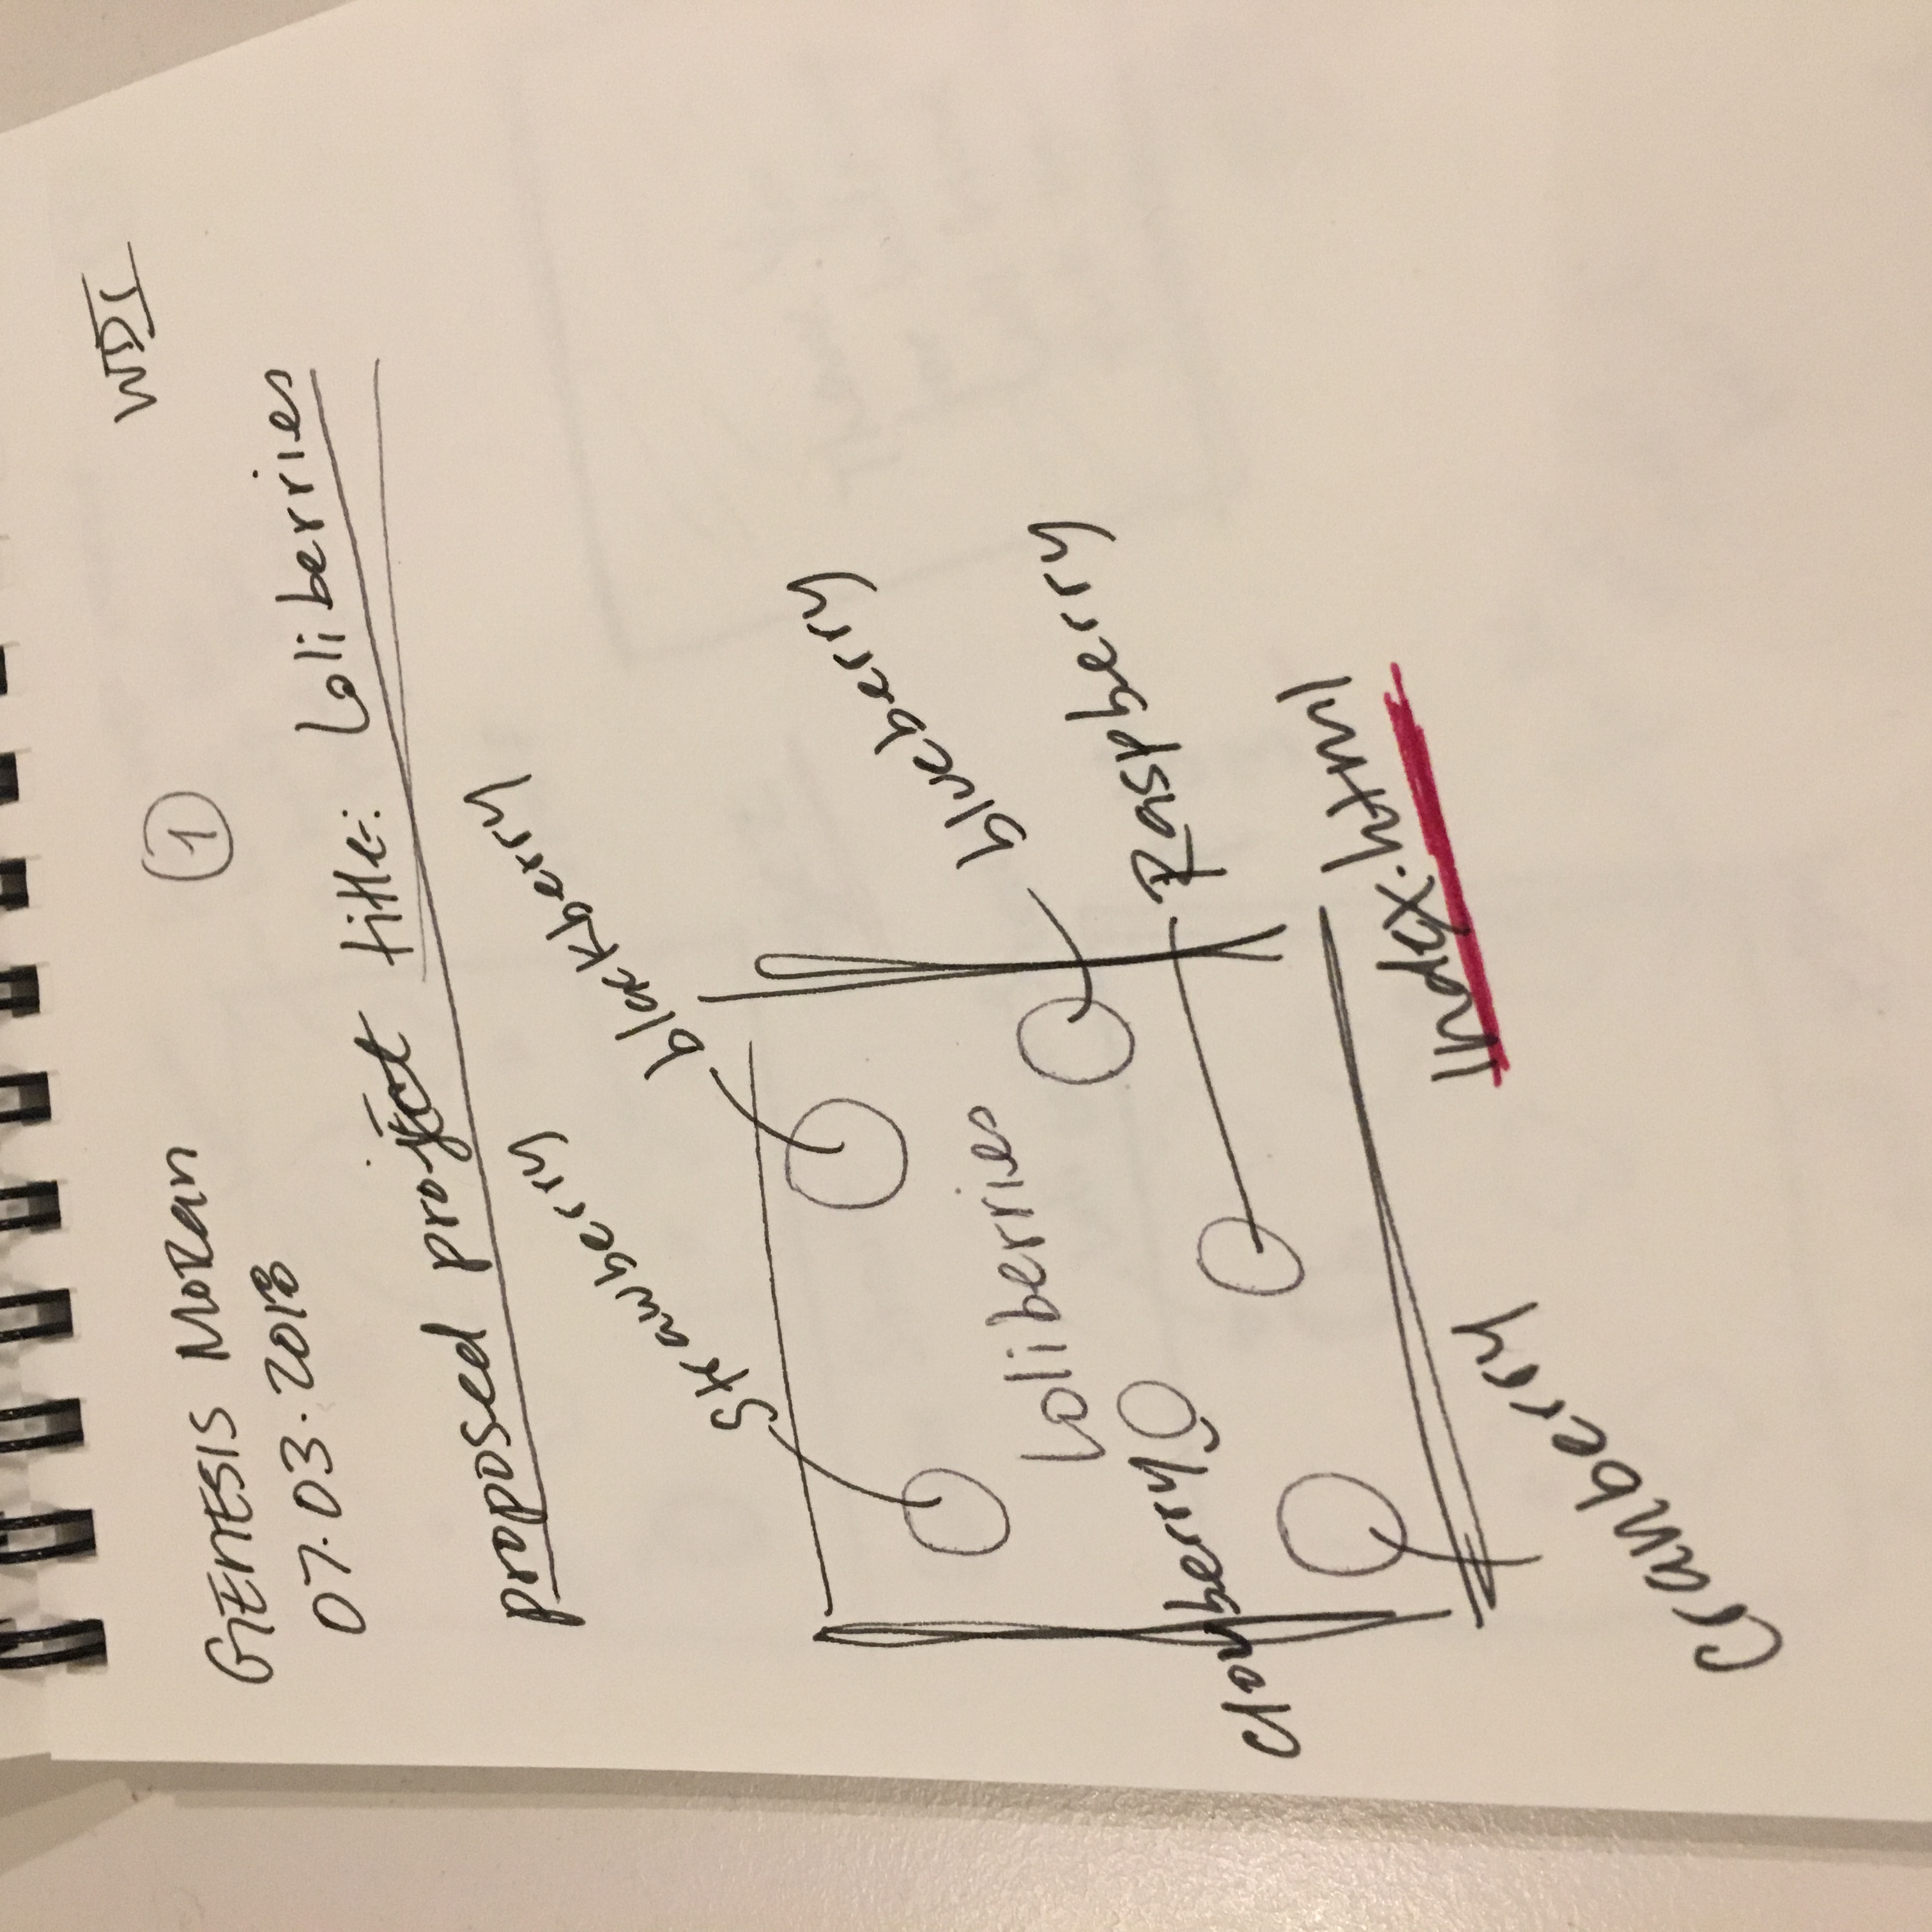 GENESIS MORan
07.03.2018
1
WDI
proposed project title: Loliberries
Strawberry
blackberry
Loliberries
blueberry
Raspberry
cranberry
Index.html